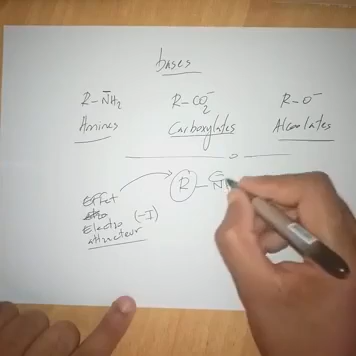 bases
R-N̄H₂ R-CO₂⁻ R-O⁻
Amines Carboxylates Alcoolates
R-N
Effet
Electro (-I)
attracteur